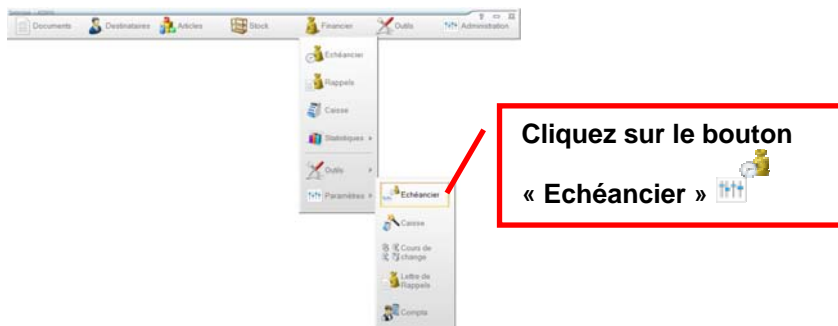 Documents Destinataires Articles Stock Financier Outils Administration
Echéancier
Rappels
Caisse
Statistiques
Outils
Paramètres
Echéancier
Caisse
Cours de
change
Lettre de
Rappels
Compta
Cliquez sur le bouton
« Echéancier »